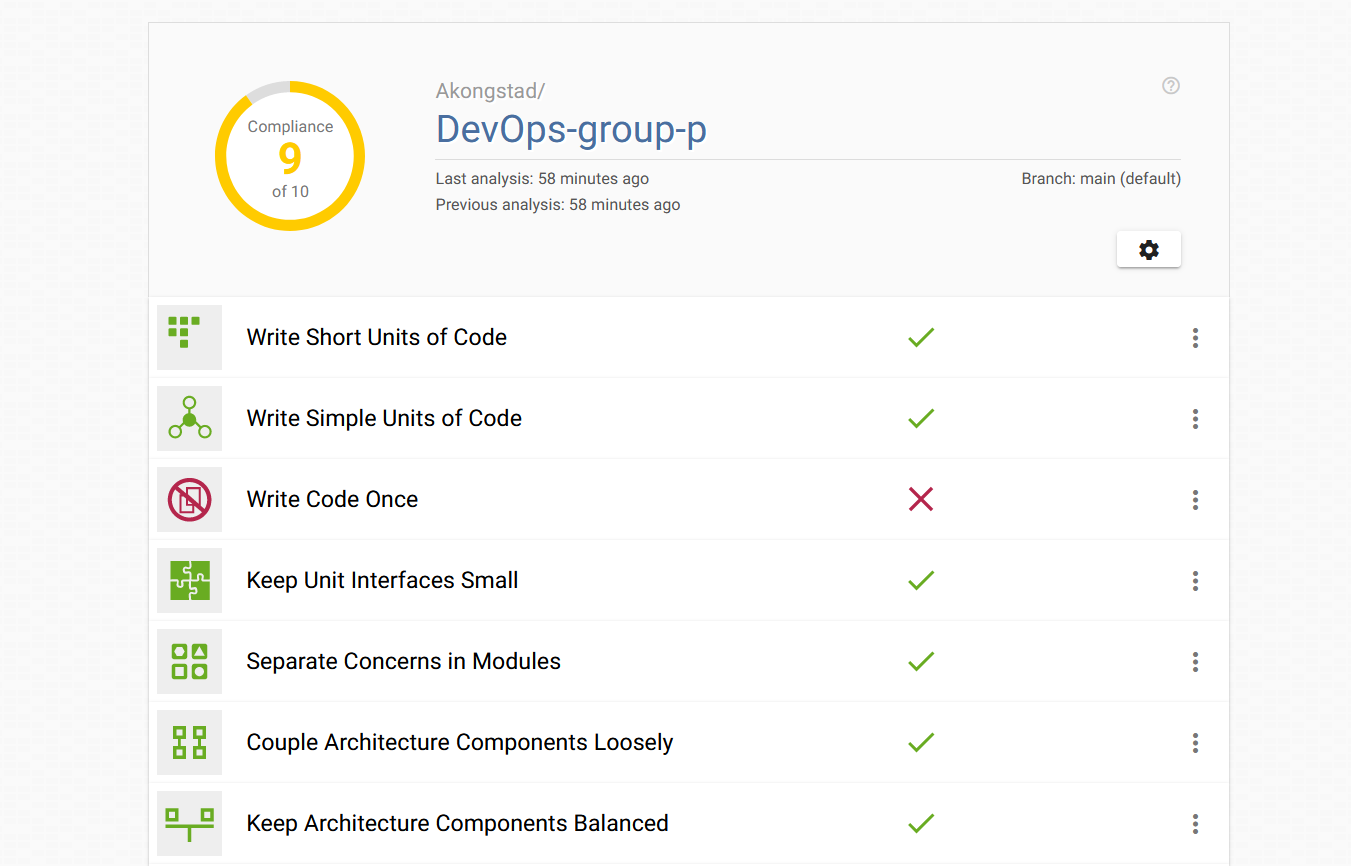 Compliance
9
of 10
Akongstad/
DevOps-group-p
Last analysis: 58 minutes ago
Branch: main (default)
Previous analysis: 58 minutes ago
Write Short Units of Code
Write Simple Units of Code
Write Code Once
Keep Unit Interfaces Small
Separate Concerns in Modules
Couple Architecture Components Loosely
Keep Architecture Components Balanced